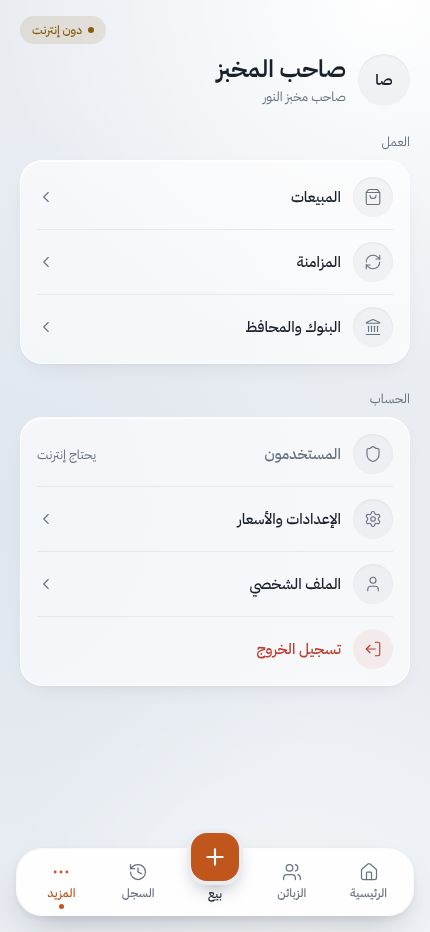 دون إنترنت
صا
صاحب المخبز
صاحب مخبز النور
العمل
المبيعات
المزامنة
البنوك والمحافظ
الحساب
المستخدمون
يحتاج إنترنت
الإعدادات والأسعار
الملف الشخصي
تسجيل الخروج
الرئيسية
الزبائن
بيع
السجل
المزيد